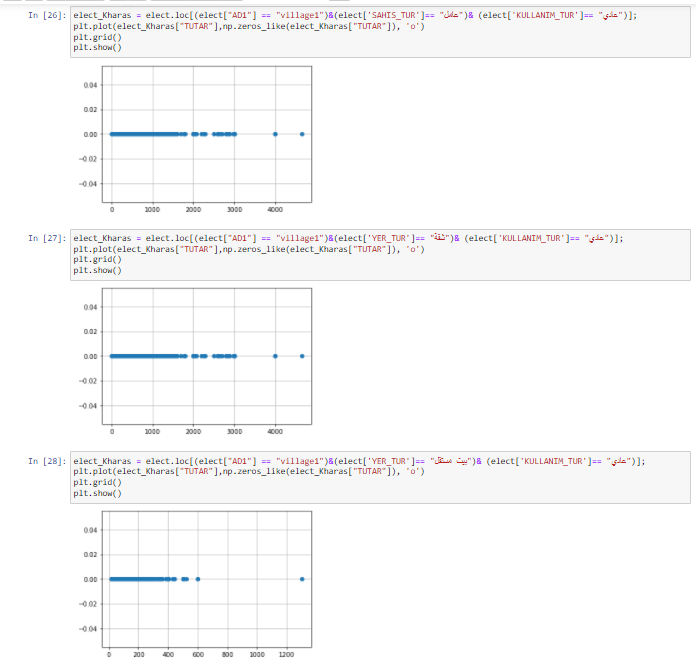 In [26]: elect_Kharas = elect.loc[(elect["AD1"] == "village1")&(elect['SAHIS_TUR']== "عامل")& (elect['KULLANIM_TUR']== "عادي")];
plt.plot(elect_Kharas["TUTAR"],np.zeros_like(elect_Kharas["TUTAR"]), 'o')
plt.grid()
plt.show()
0.04
0.02
0.00
−0.02
−0.04
0 1000 2000 3000 4000
In [27]: elect_Kharas = elect.loc[(elect["AD1"] == "village1")&(elect['YER_TUR']== "شقة")& (elect['KULLANIM_TUR']== "عادي")];
plt.plot(elect_Kharas["TUTAR"],np.zeros_like(elect_Kharas["TUTAR"]), 'o')
plt.grid()
plt.show()
0.04
0.02
0.00
−0.02
−0.04
0 1000 2000 3000 4000
In [28]: elect_Kharas = elect.loc[(elect["AD1"] == "village1")&(elect['YER_TUR']== "بيت مستقل")& (elect['KULLANIM_TUR']== "عادي")];
plt.plot(elect_Kharas["TUTAR"],np.zeros_like(elect_Kharas["TUTAR"]), 'o')
plt.grid()
plt.show()
0.04
0.02
0.00
−0.02
−0.04
0 200 400 600 800 1000 1200